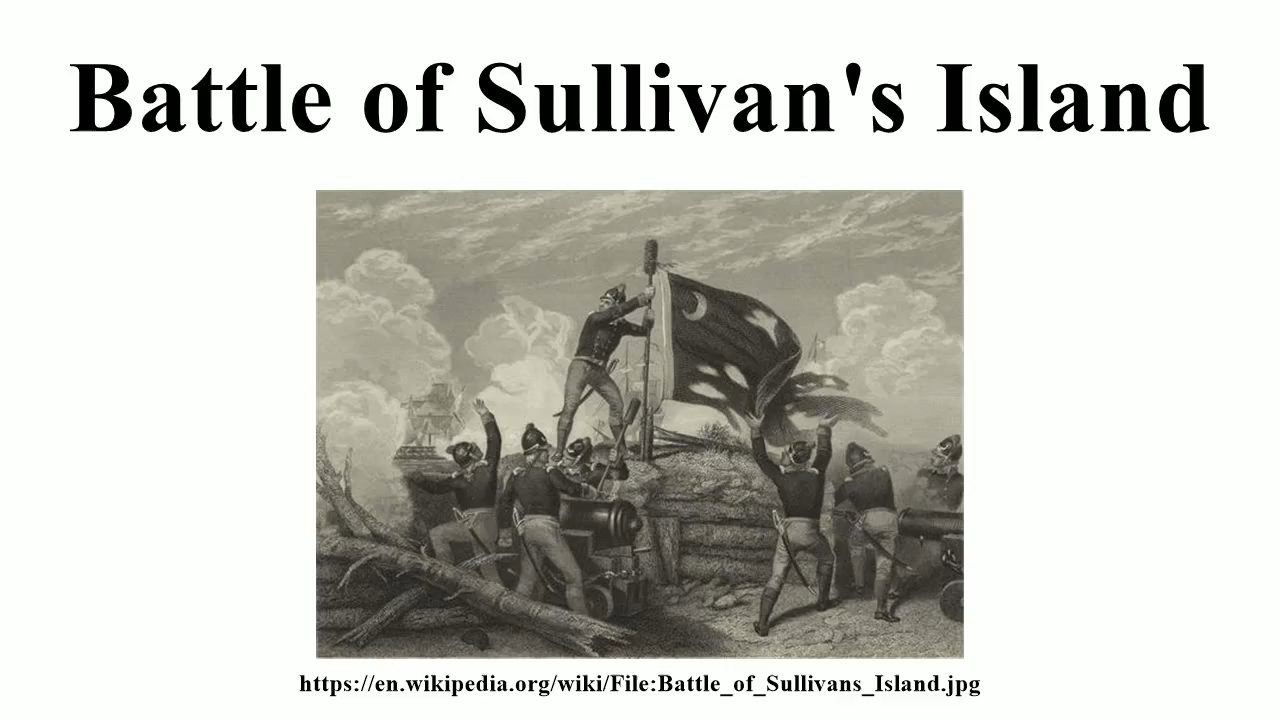 Battle of Sullivan's Island
https://en.wikipedia.org/wiki/File:Battle_of_Sullivans_Island.jpg